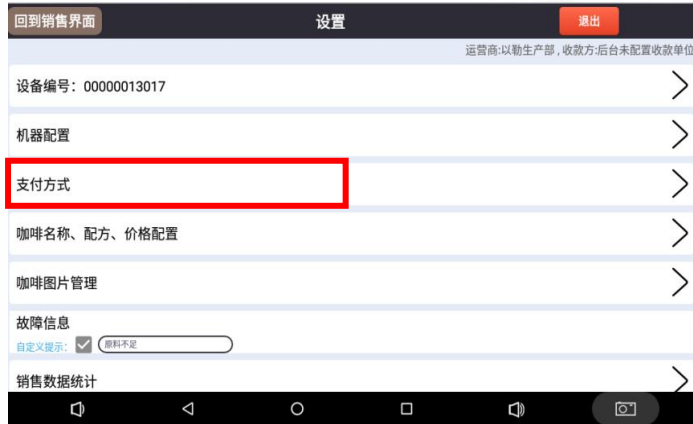 回到销售界面 设置 退出
运营商:以勒生产部,收款方:后台未配置收款单位
设备编号：00000013017
机器配置
支付方式
咖啡名称、配方、价格配置
咖啡图片管理
故障信息
自定义提示: 原料不足
销售数据统计